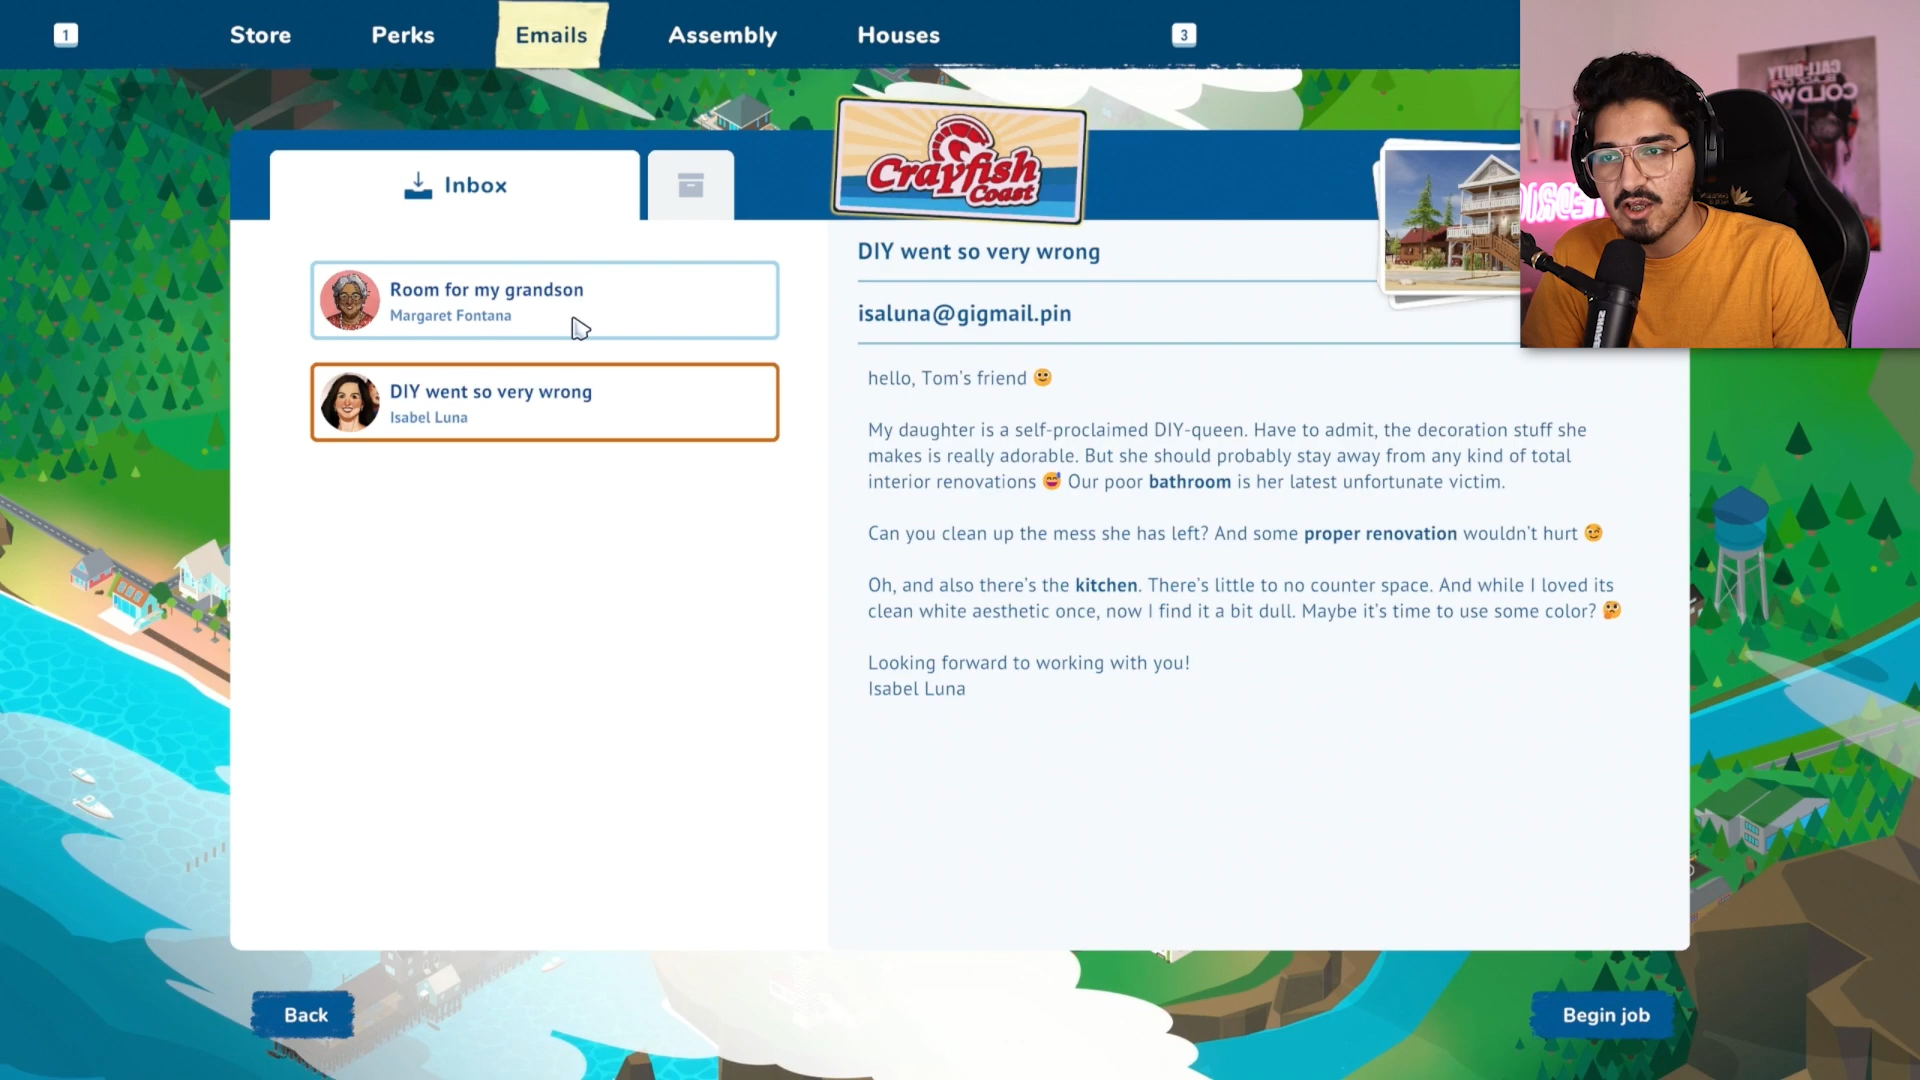 1
Store
Perks
Emails
Assembly
Houses
3
Inbox
Crayfish
Coast
Room for my grandson
Margaret Fontana
DIY went so very wrong
Isabel Luna
DIY went so very wrong
isaluna@gigmail.pin
hello, Tom's friend
My daughter is a self-proclaimed DIY-queen. Have to admit, the decoration stuff she
makes is really adorable. But she should probably stay away from any kind of total
interior renovations 😅 Our poor bathroom is her latest unfortunate victim.
Can you clean up the mess she has left? And some proper renovation wouldn't hurt 😉
Oh, and also there's the kitchen. There's little to no counter space. And while I loved its
clean white aesthetic once, now I find it a bit dull. Maybe it's time to use some color? 🤔
Looking forward to working with you!
Isabel Luna
Back
Begin job
CALL·DUTY
COLD W
SHURE